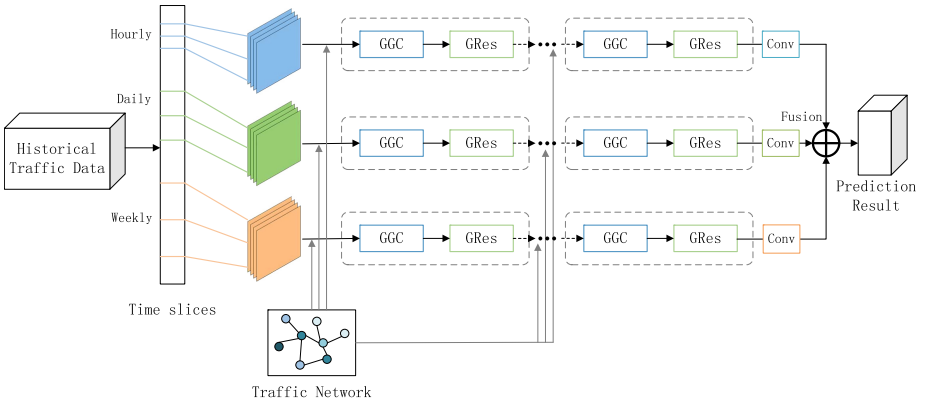 Hourly
GGC
GRes
GGC
GRes
Conv
Daily
Fusion
Historical
Traffic Data
GGC
GRes
GGC
GRes
Conv
Prediction
Result
Weekly
GGC
GRes
GGC
GRes
Conv
Time slices
Traffic Network